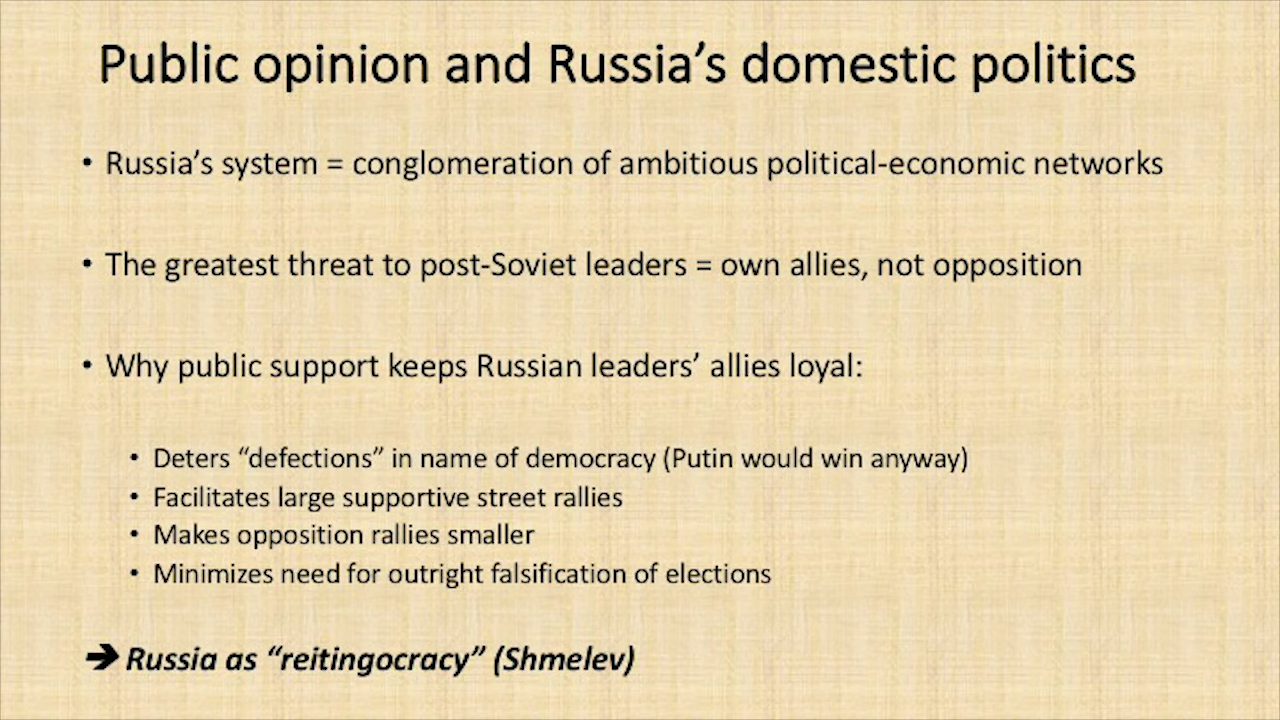 Public opinion and Russia’s domestic politics
• Russia’s system = conglomeration of ambitious political-economic networks
• The greatest threat to post-Soviet leaders = own allies, not opposition
• Why public support keeps Russian leaders’ allies loyal:
• Deters “defections” in name of democracy (Putin would win anyway)
• Facilitates large supportive street rallies
• Makes opposition rallies smaller
• Minimizes need for outright falsification of elections
➔ Russia as “reitingocracy” (Shmelev)